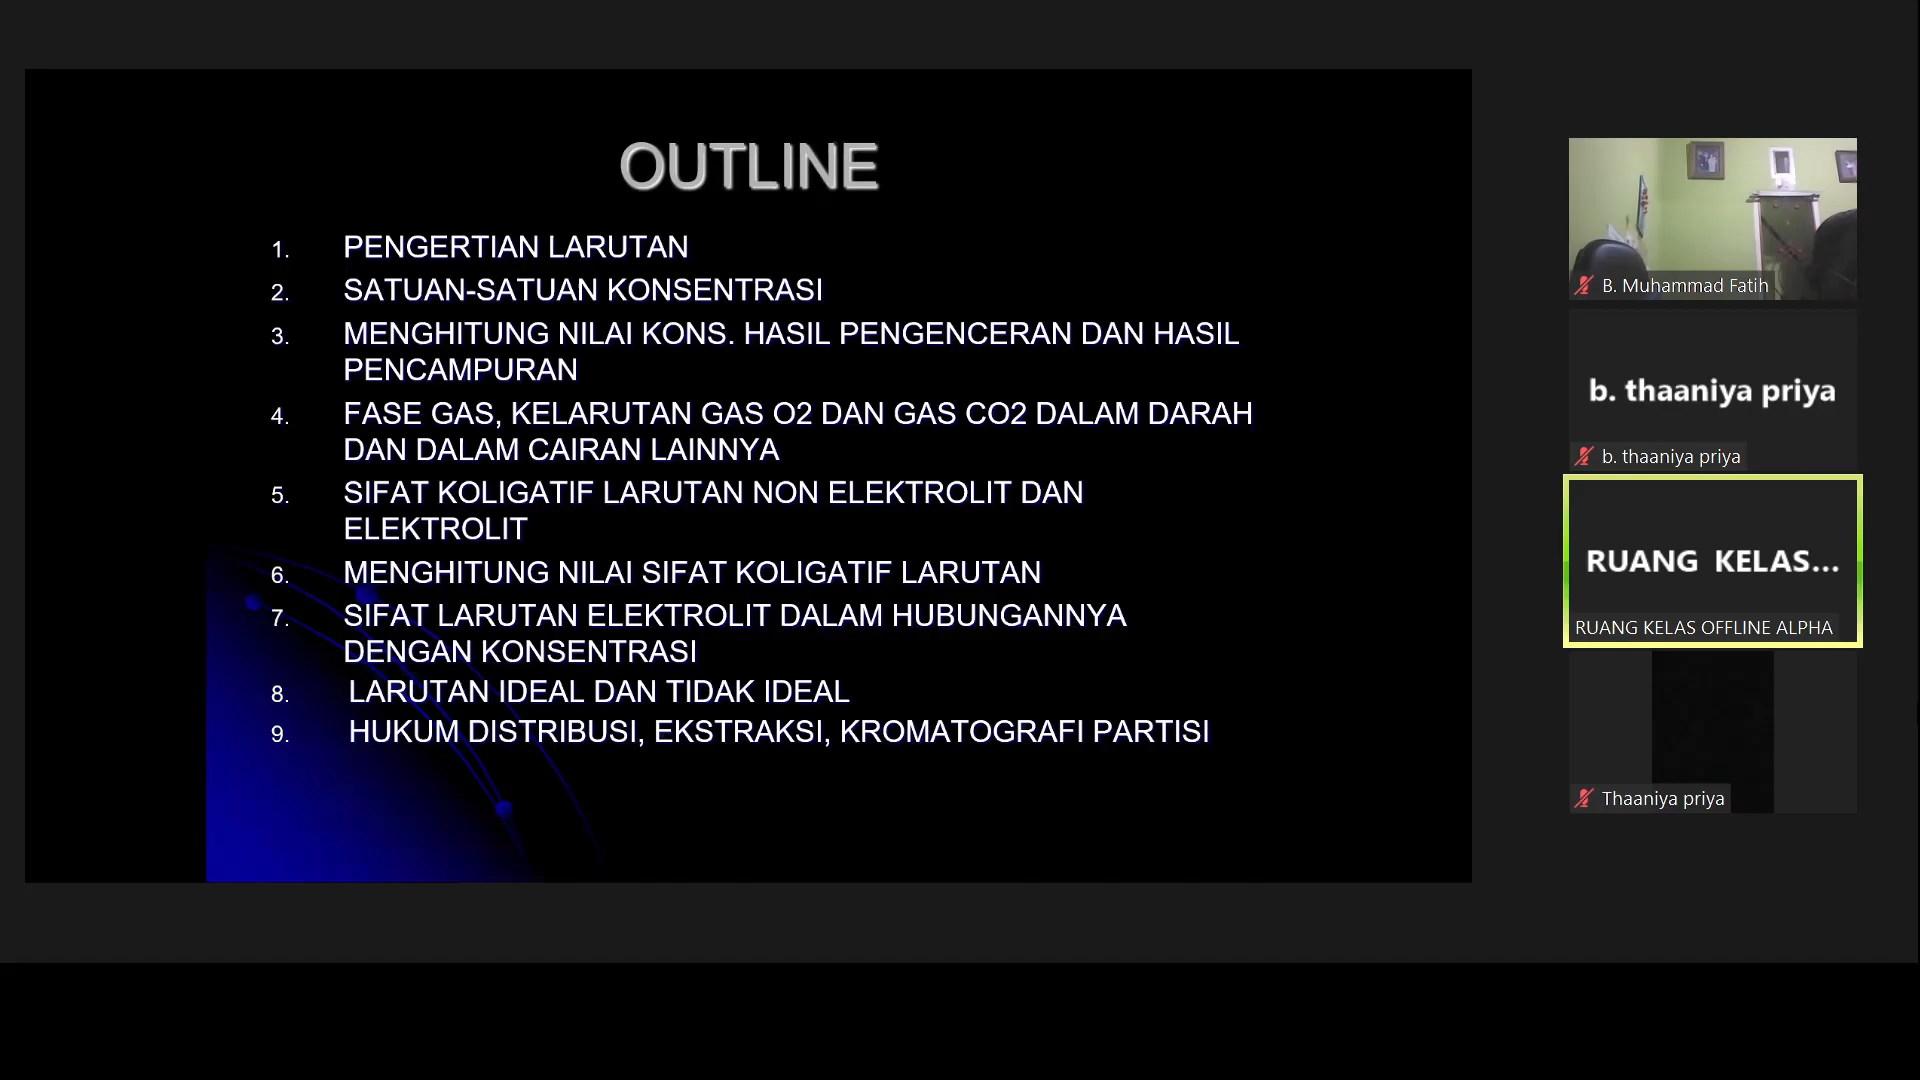 OUTLINE
1. PENGERTIAN LARUTAN
2. SATUAN-SATUAN KONSENTRASI
3. MENGHITUNG NILAI KONS. HASIL PENGENCERAN DAN HASIL
PENCAMPURAN
4. FASE GAS, KELARUTAN GAS O2 DAN GAS CO2 DALAM DARAH
DAN DALAM CAIRAN LAINNYA
5. SIFAT KOLIGATIF LARUTAN NON ELEKTROLIT DAN
ELEKTROLIT
6. MENGHITUNG NILAI SIFAT KOLIGATIF LARUTAN
7. SIFAT LARUTAN ELEKTROLIT DALAM HUBUNGANNYA
DENGAN KONSENTRASI
8. LARUTAN IDEAL DAN TIDAK IDEAL
9. HUKUM DISTRIBUSI, EKSTRAKSI, KROMATOGRAFI PARTISI
B. Muhammad Fatih
b. thaaniya priya
b. thaaniya priya
RUANG KELAS...
RUANG KELAS OFFLINE ALPHA
Thaaniya priya